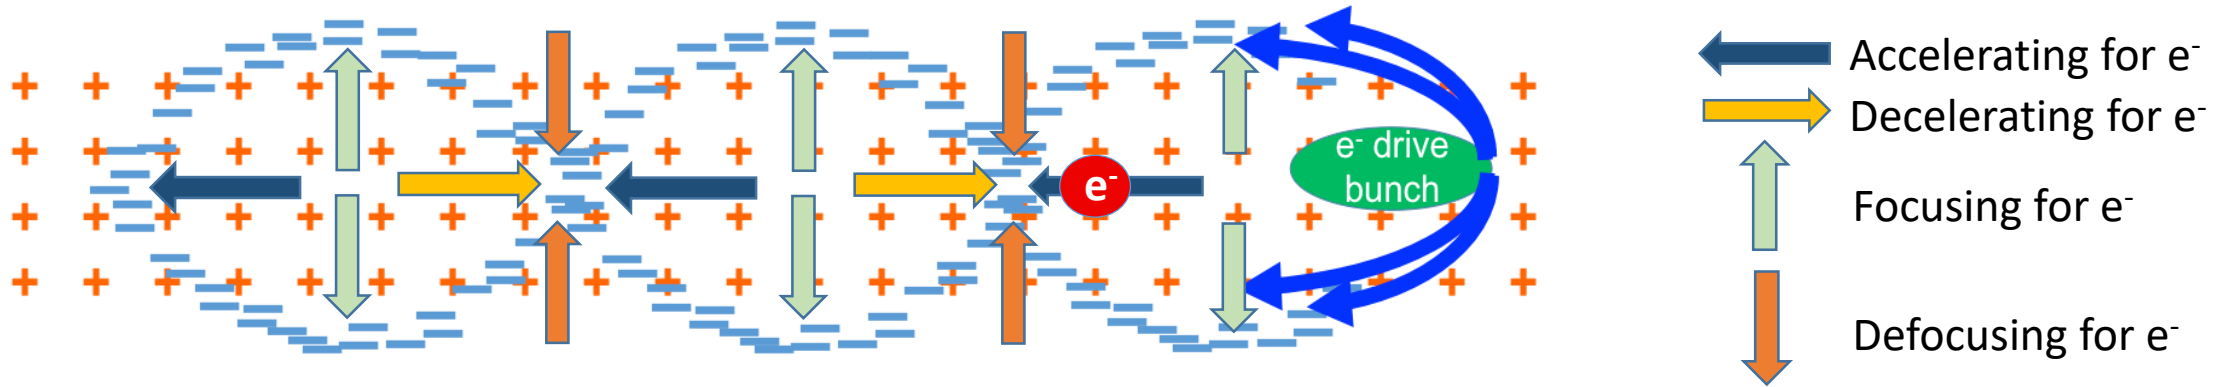 e⁻ drive
bunch
e⁻
Accelerating for e⁻
Decelerating for e⁻
Focusing for e⁻
Defocusing for e⁻